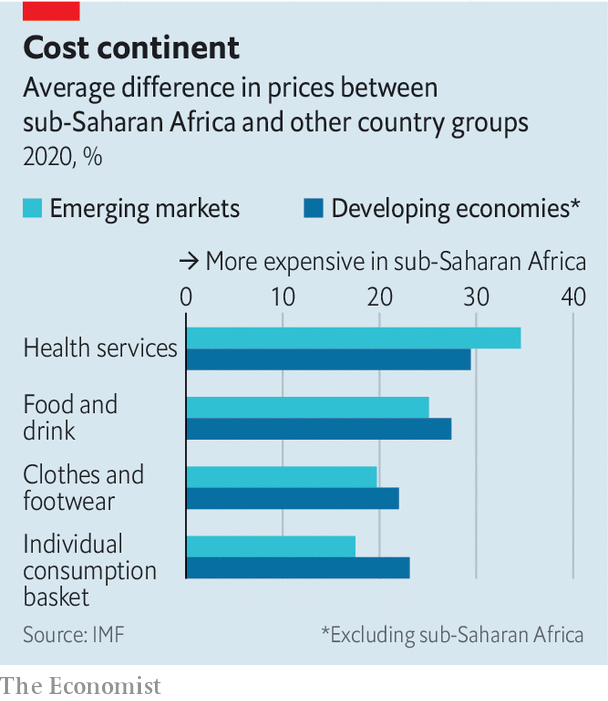 Cost continent
Average difference in prices between
sub-Saharan Africa and other country groups
2020, %
Emerging markets
Developing economies*
→ More expensive in sub-Saharan Africa
0 10 20 30 40
Health services
Food and
drink
Clothes and
footwear
Individual
consumption
basket
Source: IMF
*Excluding sub-Saharan Africa
The Economist